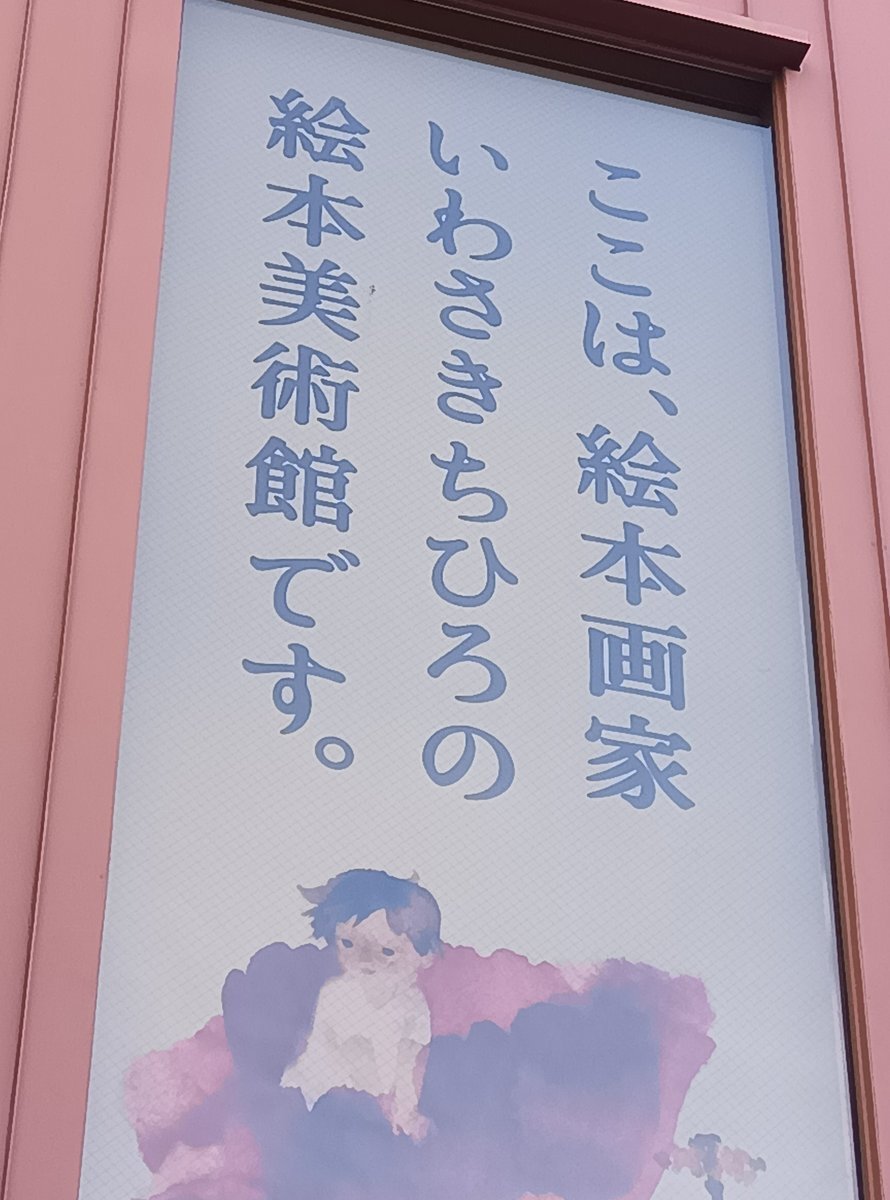 ここは、絵本画家
いわさきちひろの
絵本美術館です。